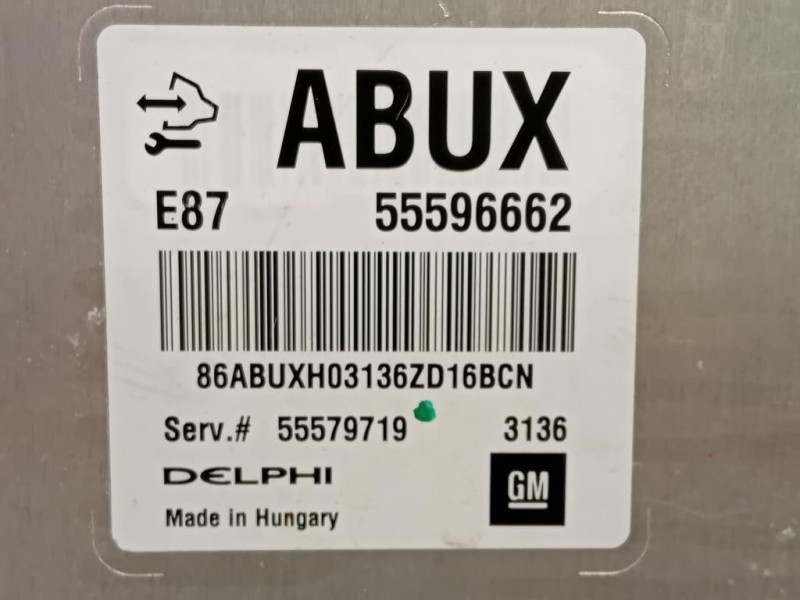 ABUX
E87 55596662
86ABUXH03136ZD16BCN
Serv.# 55579719 3136
DELPHI
GM
Made in Hungary